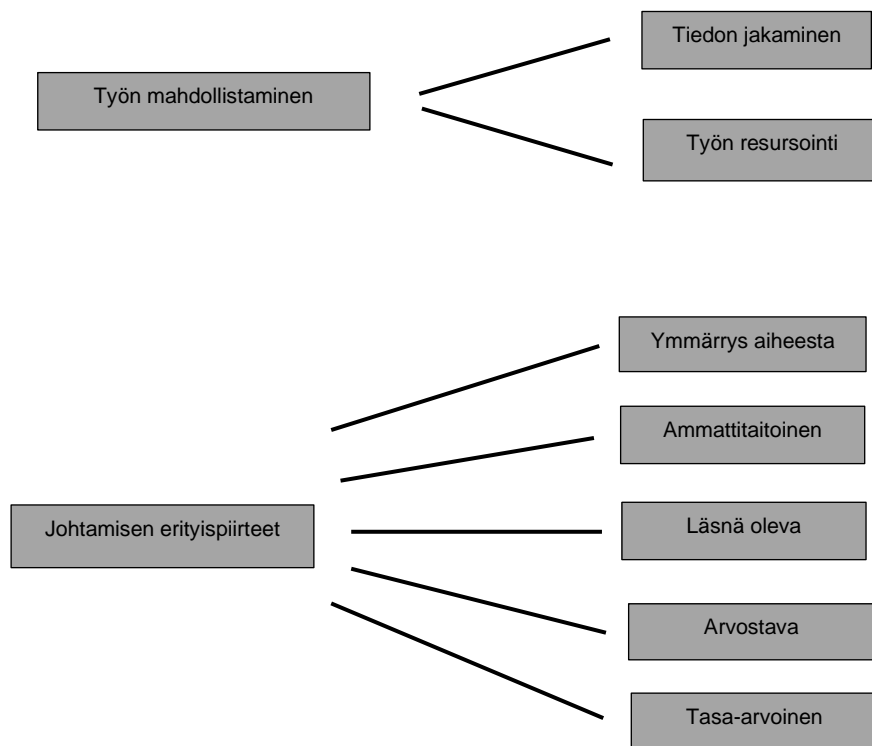 Tiedon jakaminen
Työn mahdollistaminen
Työn resursointi
Ymmärrys aiheesta
Ammattitaitoinen
Läsnä oleva
Johtamisen erityispiirteet
Arvostava
Tasa-arvoinen